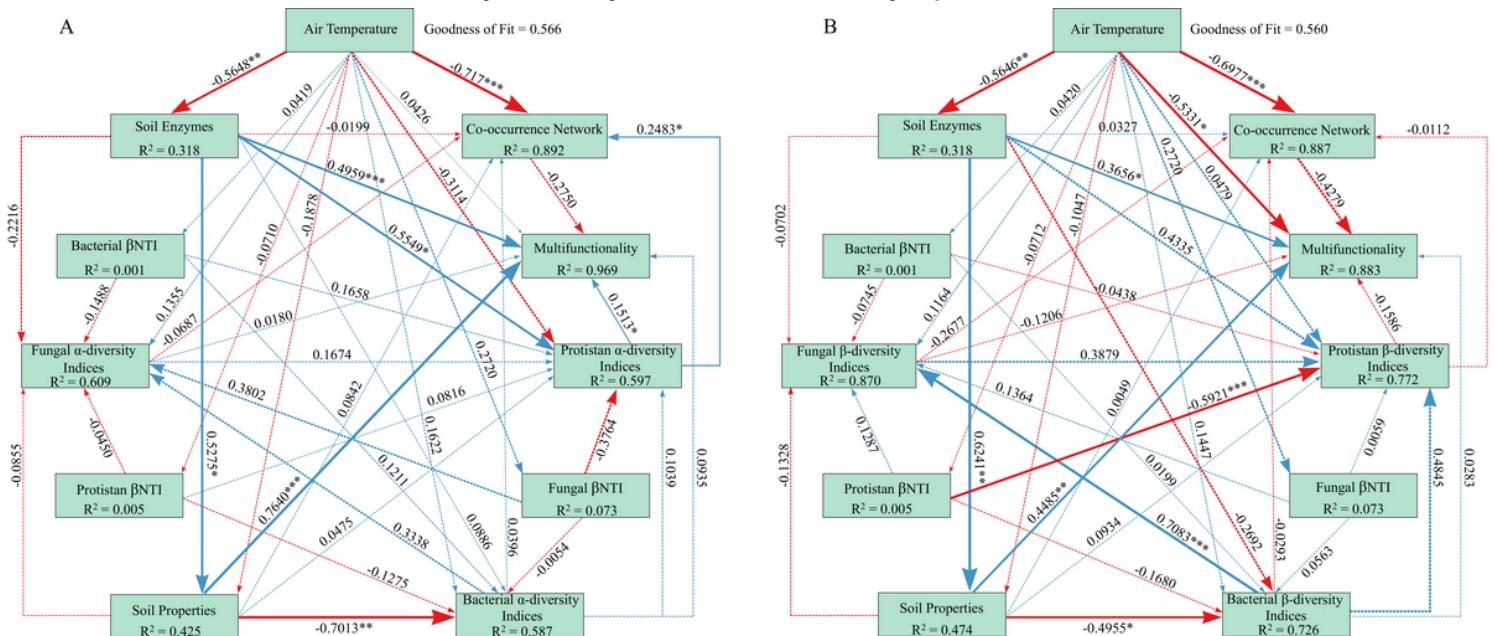 A
Air Temperature
Goodness of Fit = 0.566
-0.5648**
-0.717***
0.0419
0.0426
Soil Enzymes
R² = 0.318
-0.0199
Co-occurrence Network
R² = 0.892
0.2483*
0.4959***
-0.3114
-0.2750
-0.2216
-0.1878
-0.0710
0.5549*
Bacterial βNTI
R² = 0.001
Multifunctionality
R² = 0.969
-0.1488
0.1355
0.1658
-0.0687
0.0180
0.1513*
Fungal α-diversity
Indices
R² = 0.609
0.1674
Protistan α-diversity
Indices
R² = 0.597
0.3802
0.2720
0.0842
0.0816
-0.0450
-0.3764
-0.0855
0.5275*
0.1622
0.1211
0.1039
0.0935
Protistan βNTI
R² = 0.005
Fungal βNTI
R² = 0.073
0.7640***
0.0475
0.3338
0.0886
0.0396
-0.0054
-0.1275
Soil Properties
R² = 0.425
-0.7013**
Bacterial α-diversity
Indices
R² = 0.587
B
Air Temperature
Goodness of Fit = 0.560
-0.5646**
-0.6977***
0.0420
-0.5331*
Soil Enzymes
R² = 0.318
0.0327
Co-occurrence Network
R² = 0.887
-0.0112
0.2720
0.0479
0.3656*
-0.4279
-0.0702
-0.1047
-0.0712
0.4335
Bacterial βNTI
R² = 0.001
Multifunctionality
R² = 0.883
-0.0745
0.1164
-0.0438
-0.2677
-0.1206
-0.1586
Fungal β-diversity
Indices
R² = 0.870
0.3879
Protistan β-diversity
Indices
R² = 0.772
0.1364
0.0049
-0.5921***
0.1287
0.0059
-0.1328
0.6241**
0.1447
0.0199
0.4845
0.0283
Protistan βNTI
R² = 0.005
Fungal βNTI
R² = 0.073
0.4485**
0.0934
0.7083***
-0.2692
-0.0293
0.0563
-0.1680
Soil Properties
R² = 0.474
-0.4955*
Bacterial β-diversity
Indices
R² = 0.726